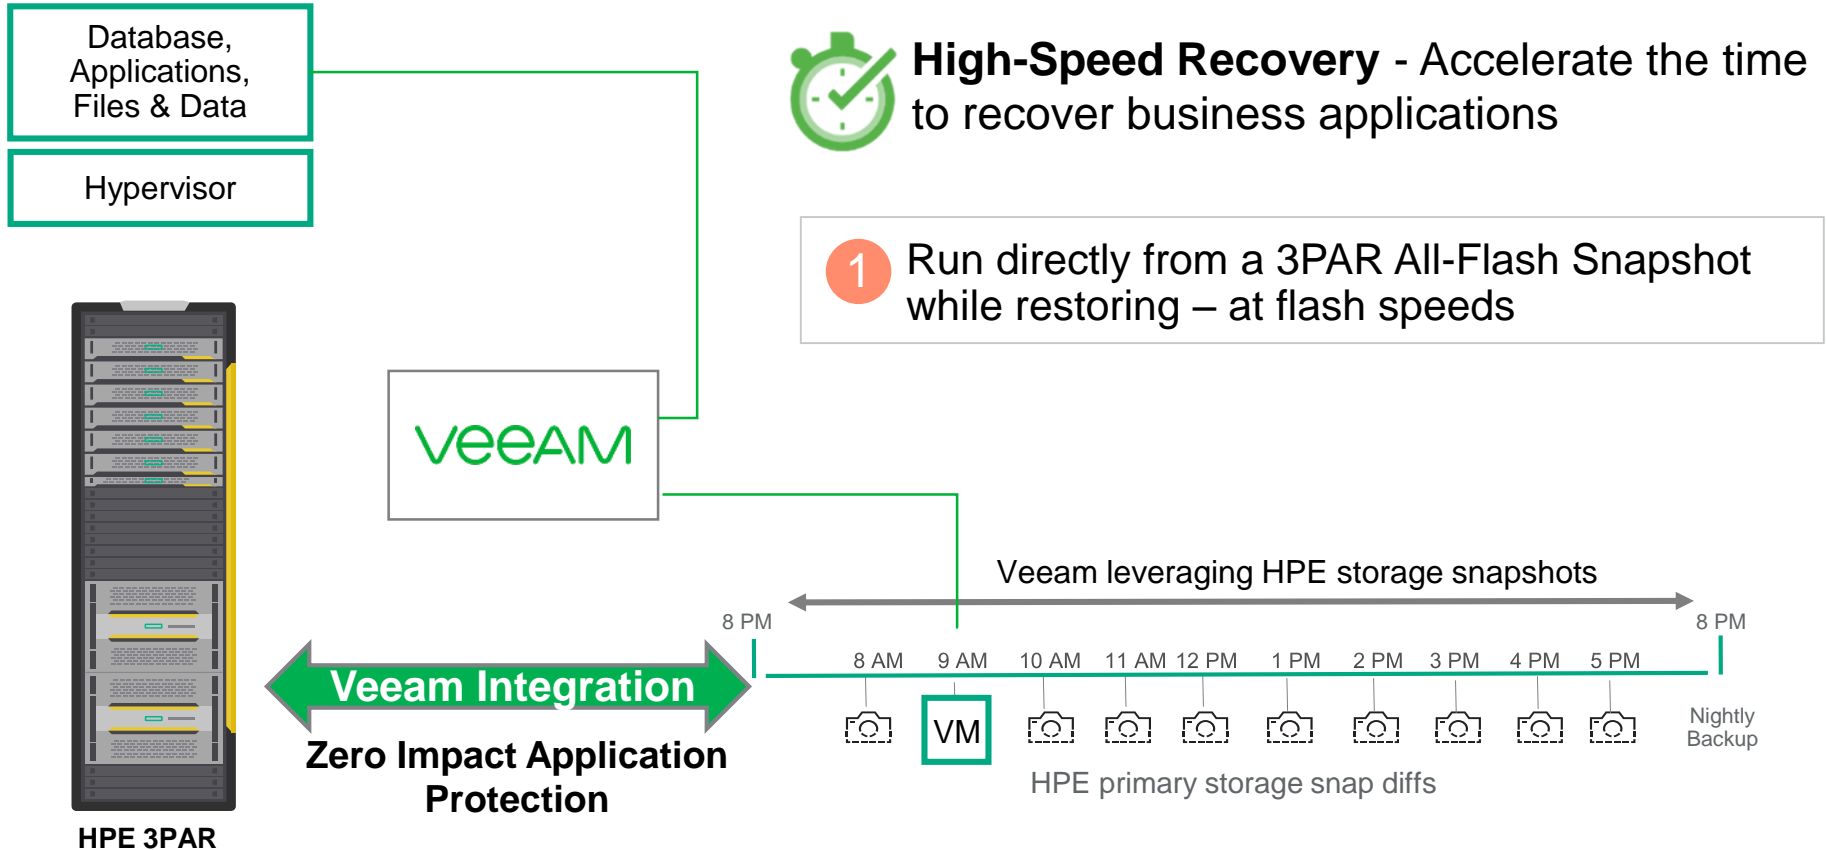 Database,
Applications,
Files & Data
Hypervisor
High-Speed Recovery - Accelerate the time
to recover business applications
1
Run directly from a 3PAR All-Flash Snapshot
while restoring – at flash speeds
veeAM
Veeam leveraging HPE storage snapshots
8 PM
8 PM
8 AM 9 AM 10 AM 11 AM 12 PM 1 PM 2 PM 3 PM 4 PM 5 PM
Veeam Integration
VM
Nightly
Backup
Zero Impact Application
Protection
HPE primary storage snap diffs
HPE 3PAR